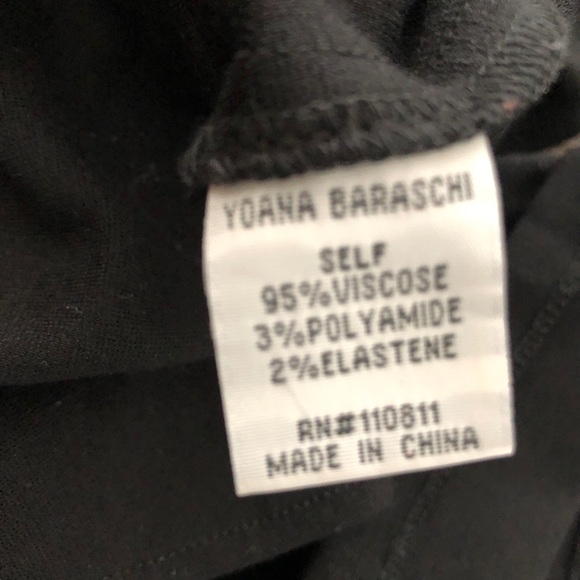 YOANA BARASCHI
SELF
95%VISCOSE
3%POLYAMIDE
2%ELASTENE
RN#110811
MADE IN CHINA